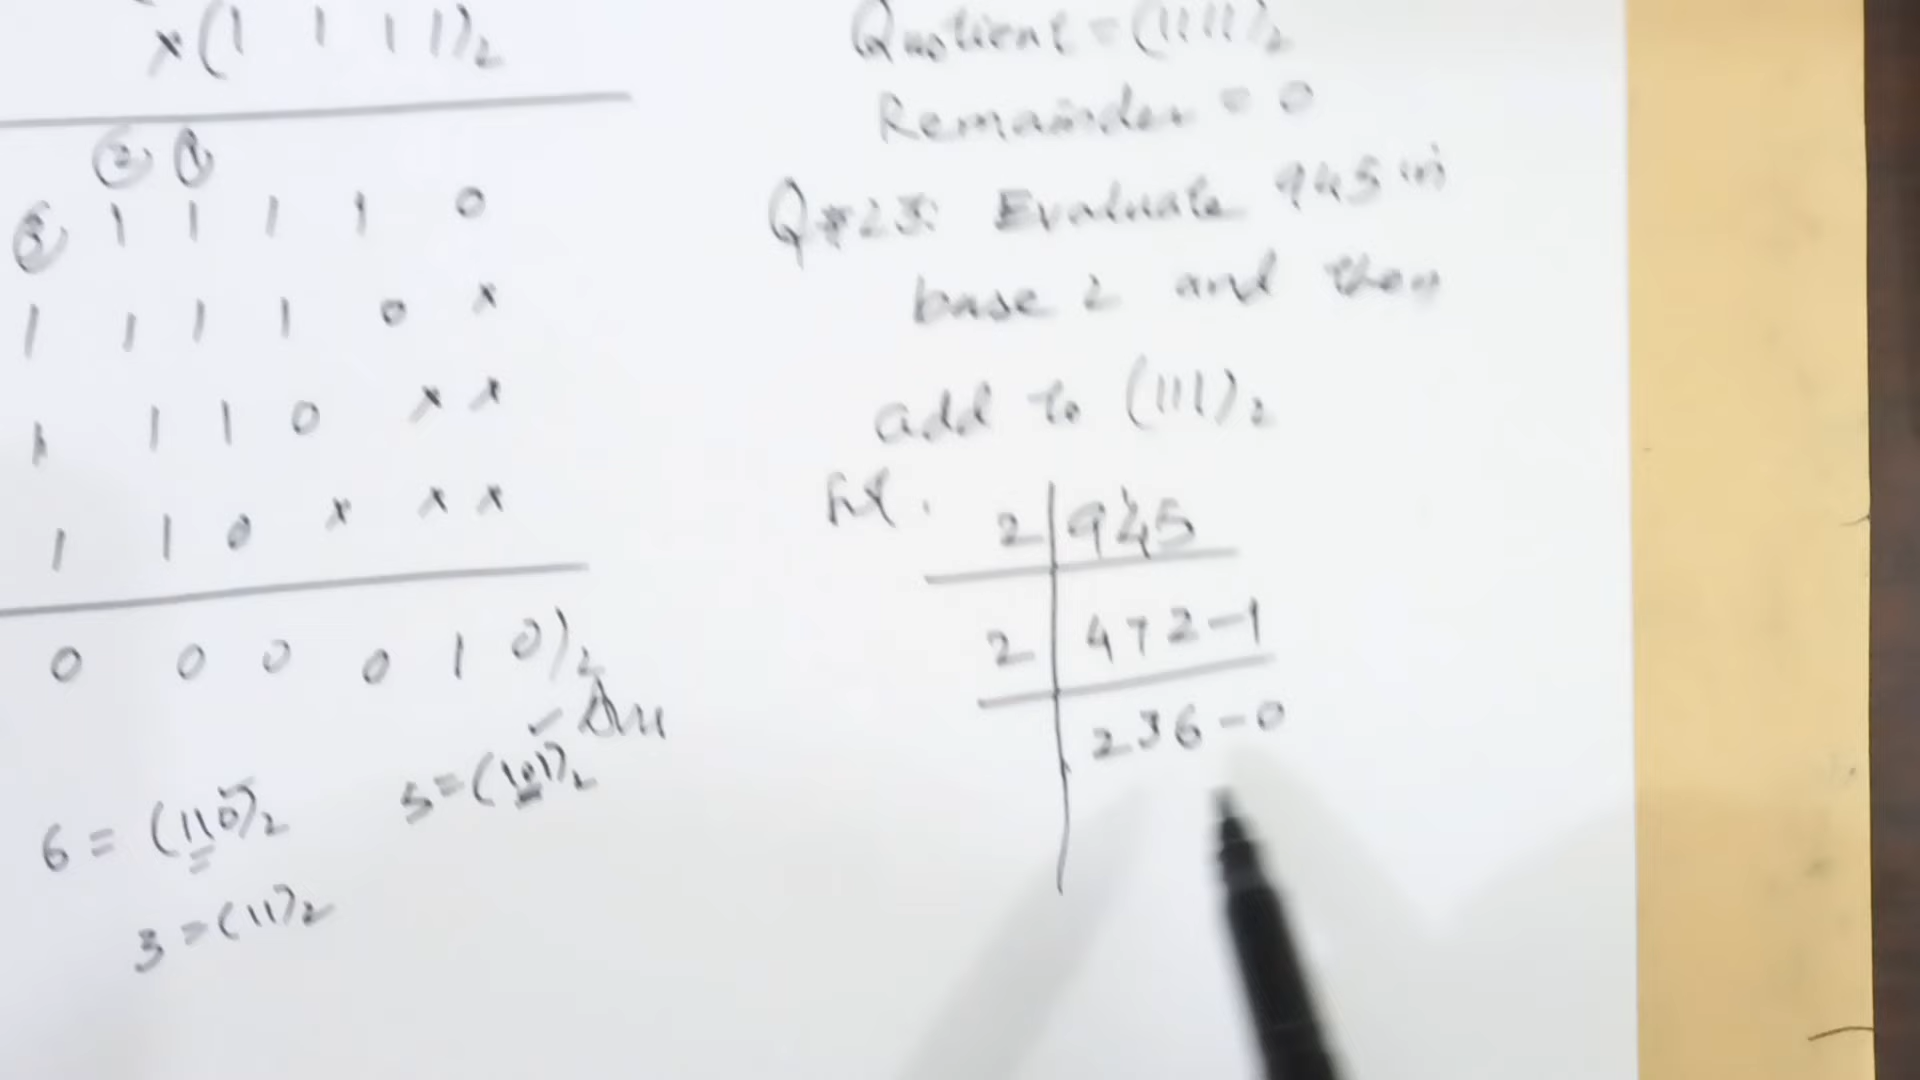 ×(1 1 1 1)₂
② ①
③ 1 1 1 1 0
1 1 1 1 0 ×
1 1 1 0 × ×
1 1 0 × × ×
0 0 0 0 1 0)₂
6 = (110)₂ 5 = (101)₂
3 = (11)₂
Quotient = (1111)₂
Remainder = 0
Q#23: Evaluate 945 in
base 2 and then
add to (111)₂
2 | 945
2 | 472 - 1
236 - 0